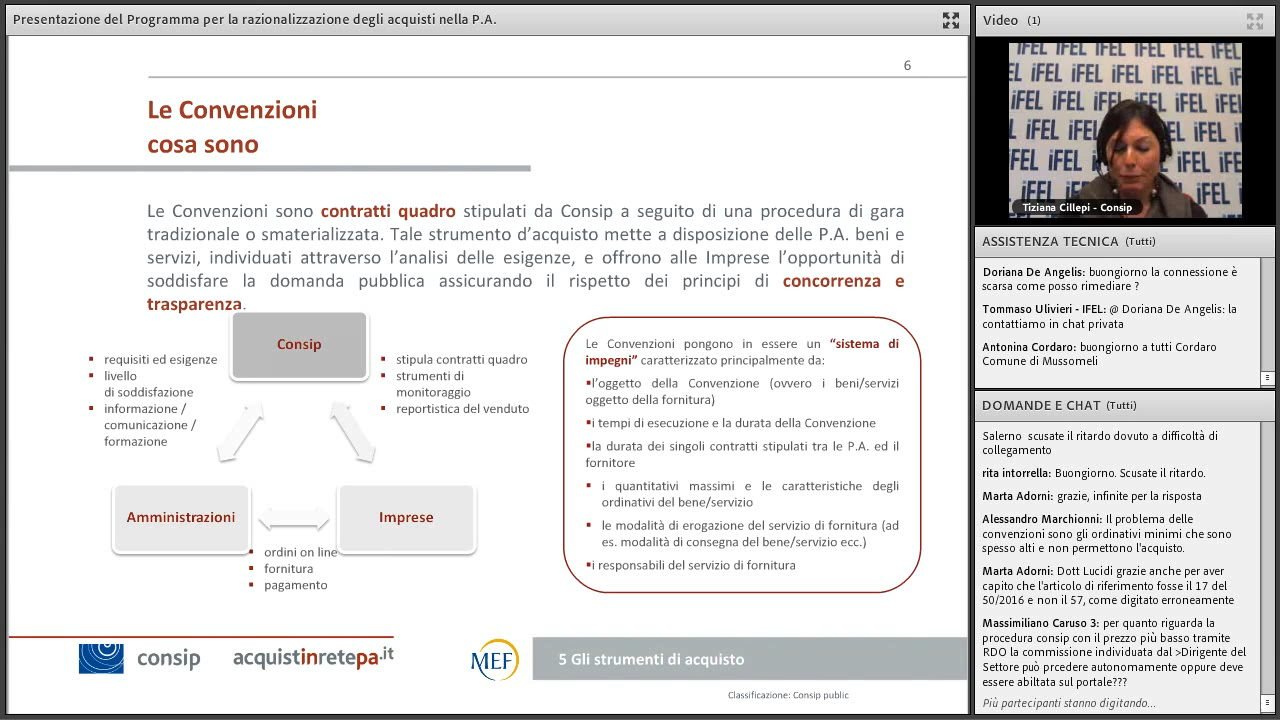 Presentazione del Programma per la razionalizzazione degli acquisti nella P.A.
6
Le Convenzioni
cosa sono
Le Convenzioni sono contratti quadro stipulati da Consip a seguito di una procedura di gara
tradizionale o smaterializzata. Tale strumento d'acquisto mette a disposizione delle P.A. beni e
servizi, individuati attraverso l'analisi delle esigenze, e offrono alle Imprese l'opportunità di
soddisfare la domanda pubblica assicurando il rispetto dei principi di concorrenza e
trasparenza.
Consip
▪ requisiti ed esigenze
▪ livello
di soddisfazione
▪ informazione /
comunicazione /
formazione
▪ stipula contratti quadro
▪ strumenti di
monitoraggio
▪ reportistica del venduto
Amministrazioni
Imprese
▪ ordini on line
▪ fornitura
▪ pagamento
Le Convenzioni pongono in essere un "sistema di
impegni" caratterizzato principalmente da:
▪l'oggetto della Convenzione (ovvero i beni/servizi
oggetto della fornitura)
▪i tempi di esecuzione e la durata della Convenzione
▪la durata dei singoli contratti stipulati tra le P.A. ed il
fornitore
▪ i quantitativi massimi e le caratteristiche degli
ordinativi del bene/servizio
▪ le modalità di erogazione del servizio di fornitura (ad
es. modalità di consegna del bene/servizio ecc.)
▪i responsabili del servizio di fornitura
consip
acquistinretepa.it
MEF
5 Gli strumenti di acquisto
Classificazione: Consip public
Video (1)
iFEL iFEL iFEL iFEL
Tiziana Cillepi - Consip
ASSISTENZA TECNICA (Tutti)
Doriana De Angelis: buongiorno la connessione è
scarsa come posso rimediare ?
Tommaso Ulivieri - IFEL: @ Doriana De Angelis: la
contattiamo in chat privata
Antonina Cordaro: buongiorno a tutti Cordaro
Comune di Mussomeli
DOMANDE E CHAT (Tutti)
Salerno scusate il ritardo dovuto a difficoltà di
collegamento
rita intorrella: Buongiorno. Scusate il ritardo.
Marta Adorni: grazie, infinite per la risposta
Alessandro Marchionni: Il problema delle
convenzioni sono gli ordinativi minimi che sono
spesso alti e non permettono l'acquisto.
Marta Adorni: Dott Lucidi grazie anche per aver
capito che l'articolo di riferimento fosse il 17 del
50/2016 e non il 57, come digitato erroneamente
Massimiliano Caruso 3: per quanto riguarda la
procedura consip con il prezzo più basso tramite
RDO la commissione individuata dal >Dirigente del
Settore può prcedere autonomamente oppure deve
essere abiltata sul portale???
Più partecipanti stanno digitando...